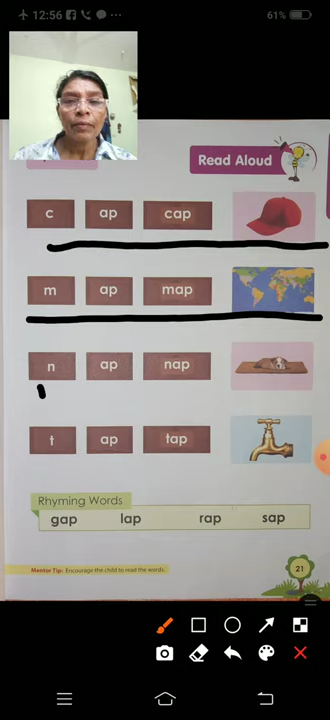 12:56
61%
Read Aloud
c ap cap
m ap map
n ap nap
t ap tap
Rhyming Words
gap lap rap sap
Mentor Tip: Encourage the child to read the words.
21